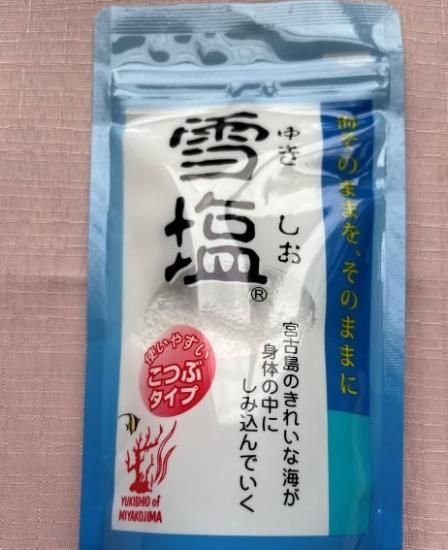 海そのままを、そのままに
雪塩®
ゆき しお
宮古島のきれいな海が
身体の中に
しみ込んでいく
使いやすい
こつぶ
タイプ
YUKISHIO of
MIYAKOJIMA